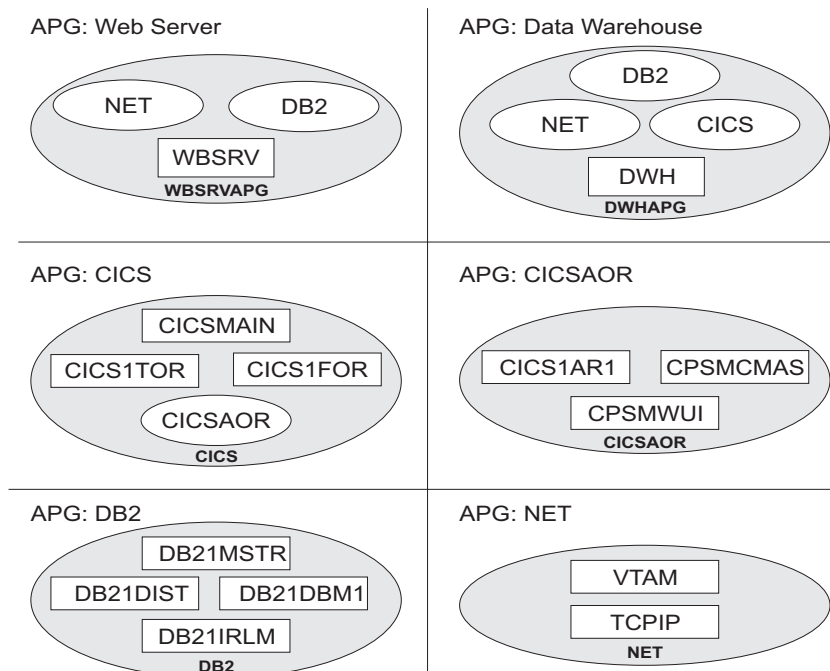 APG: Web Server
NET
DB2
WBSRV
WBSRVAPG
APG: Data Warehouse
DB2
NET
CICS
DWH
DWHAPG
APG: CICS
CICSMAIN
CICS1TOR
CICS1FOR
CICSAOR
CICS
APG: CICSAOR
CICS1AR1
CPSMCMAS
CPSMWUI
CICSAOR
APG: DB2
DB21MSTR
DB21DIST
DB21DBM1
DB21IRLM
DB2
APG: NET
VTAM
TCPIP
NET